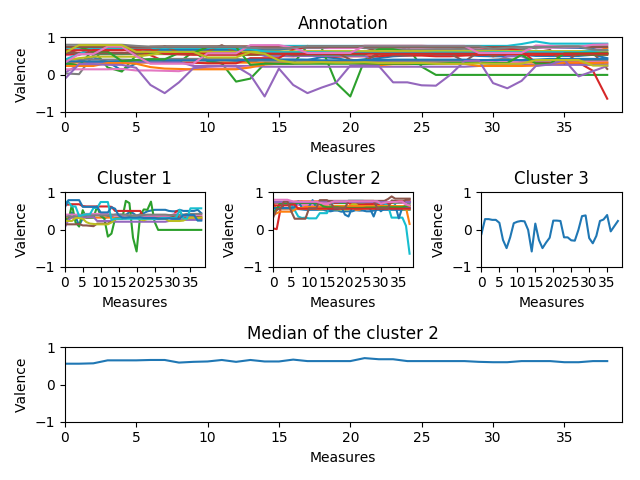 Annotation
1
0
−1
Valence
0 5 10 15 20 25 30 35
Measures
Cluster 1 Cluster 2 Cluster 3
1 1 1
0 0 0
−1 −1 −1
Valence Valence Valence
0 5 10 15 20 25 30 35 0 5 10 15 20 25 30 35 0 5 10 15 20 25 30 35
Measures Measures Measures
Median of the cluster 2
1
0
−1
Valence
0 5 10 15 20 25 30 35
Measures